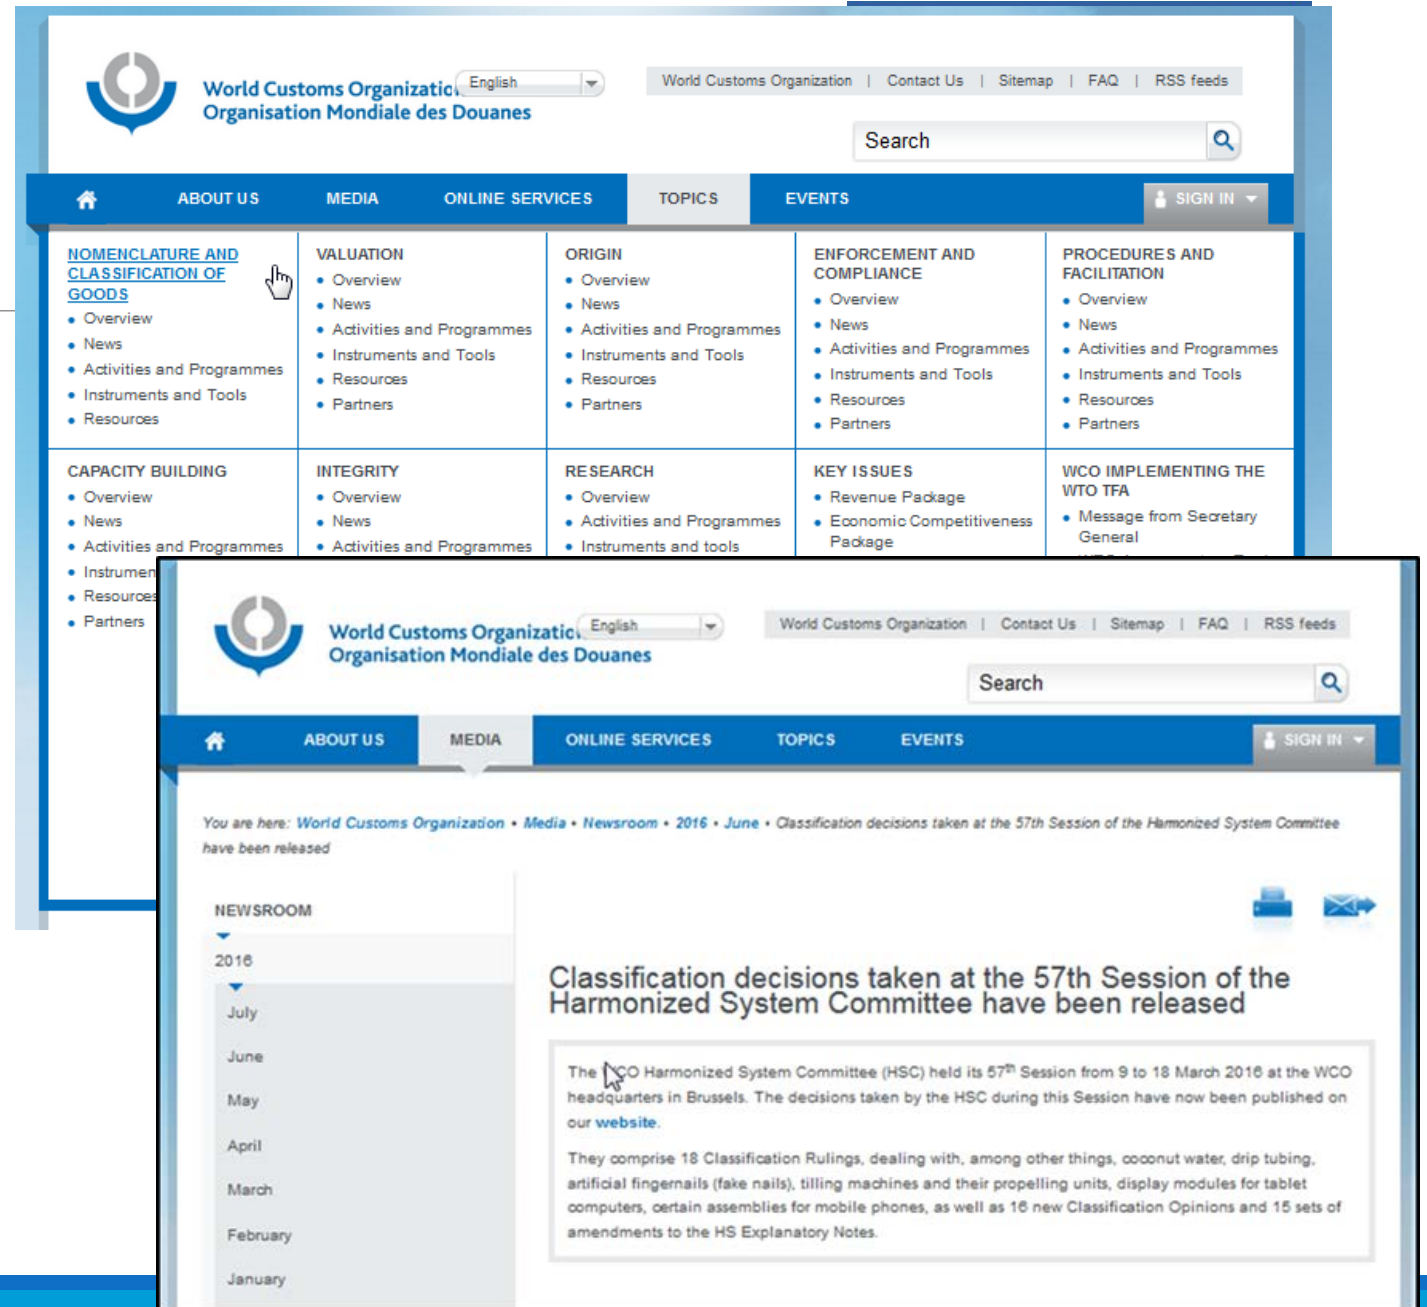 World Customs Organizatio
Organisation Mondiale des Douanes
English
World Customs Organization | Contact Us | Sitemap | FAQ | RSS feeds
Search
ABOUT US MEDIA ONLINE SERVICES TOPICS EVENTS SIGN IN
NOMENCLATURE AND
CLASSIFICATION OF
GOODS
• Overview
• News
• Activities and Programmes
• Instruments and Tools
• Resources
VALUATION
• Overview
• News
• Activities and Programmes
• Instruments and Tools
• Resources
• Partners
ORIGIN
• Overview
• News
• Activities and Programmes
• Instruments and Tools
• Resources
• Partners
ENFORCEMENT AND
COMPLIANCE
• Overview
• News
• Activities and Programmes
• Instruments and Tools
• Resources
• Partners
PROCEDURES AND
FACILITATION
• Overview
• News
• Activities and Programmes
• Instruments and Tools
• Resources
• Partners
CAPACITY BUILDING
• Overview
• News
• Activities and Programmes
• Instrumen
• Resources
• Partners
INTEGRITY
• Overview
• News
• Activities and Programmes
RESEARCH
• Overview
• Activities and Programmes
• Instruments and tools
KEY ISSUES
• Revenue Package
• Economic Competitiveness
Package
WCO IMPLEMENTING THE
WTO TFA
• Message from Secretary
General
World Customs Organizatio
Organisation Mondiale des Douanes
English
World Customs Organization | Contact Us | Sitemap | FAQ | RSS feeds
Search
ABOUT US MEDIA ONLINE SERVICES TOPICS EVENTS SIGN IN
You are here: World Customs Organization • Media • Newsroom • 2016 • June • Classification decisions taken at the 57th Session of the Harmonized System Committee
have been released
NEWSROOM
2016
July
June
May
April
March
February
January
Classification decisions taken at the 57th Session of the
Harmonized System Committee have been released
The WCO Harmonized System Committee (HSC) held its 57th Session from 9 to 18 March 2016 at the WCO
headquarters in Brussels. The decisions taken by the HSC during this Session have now been published on
our website.
They comprise 18 Classification Rulings, dealing with, among other things, coconut water, drip tubing,
artificial fingernails (fake nails), tilling machines and their propelling units, display modules for tablet
computers, certain assemblies for mobile phones, as well as 16 new Classification Opinions and 15 sets of
amendments to the HS Explanatory Notes.